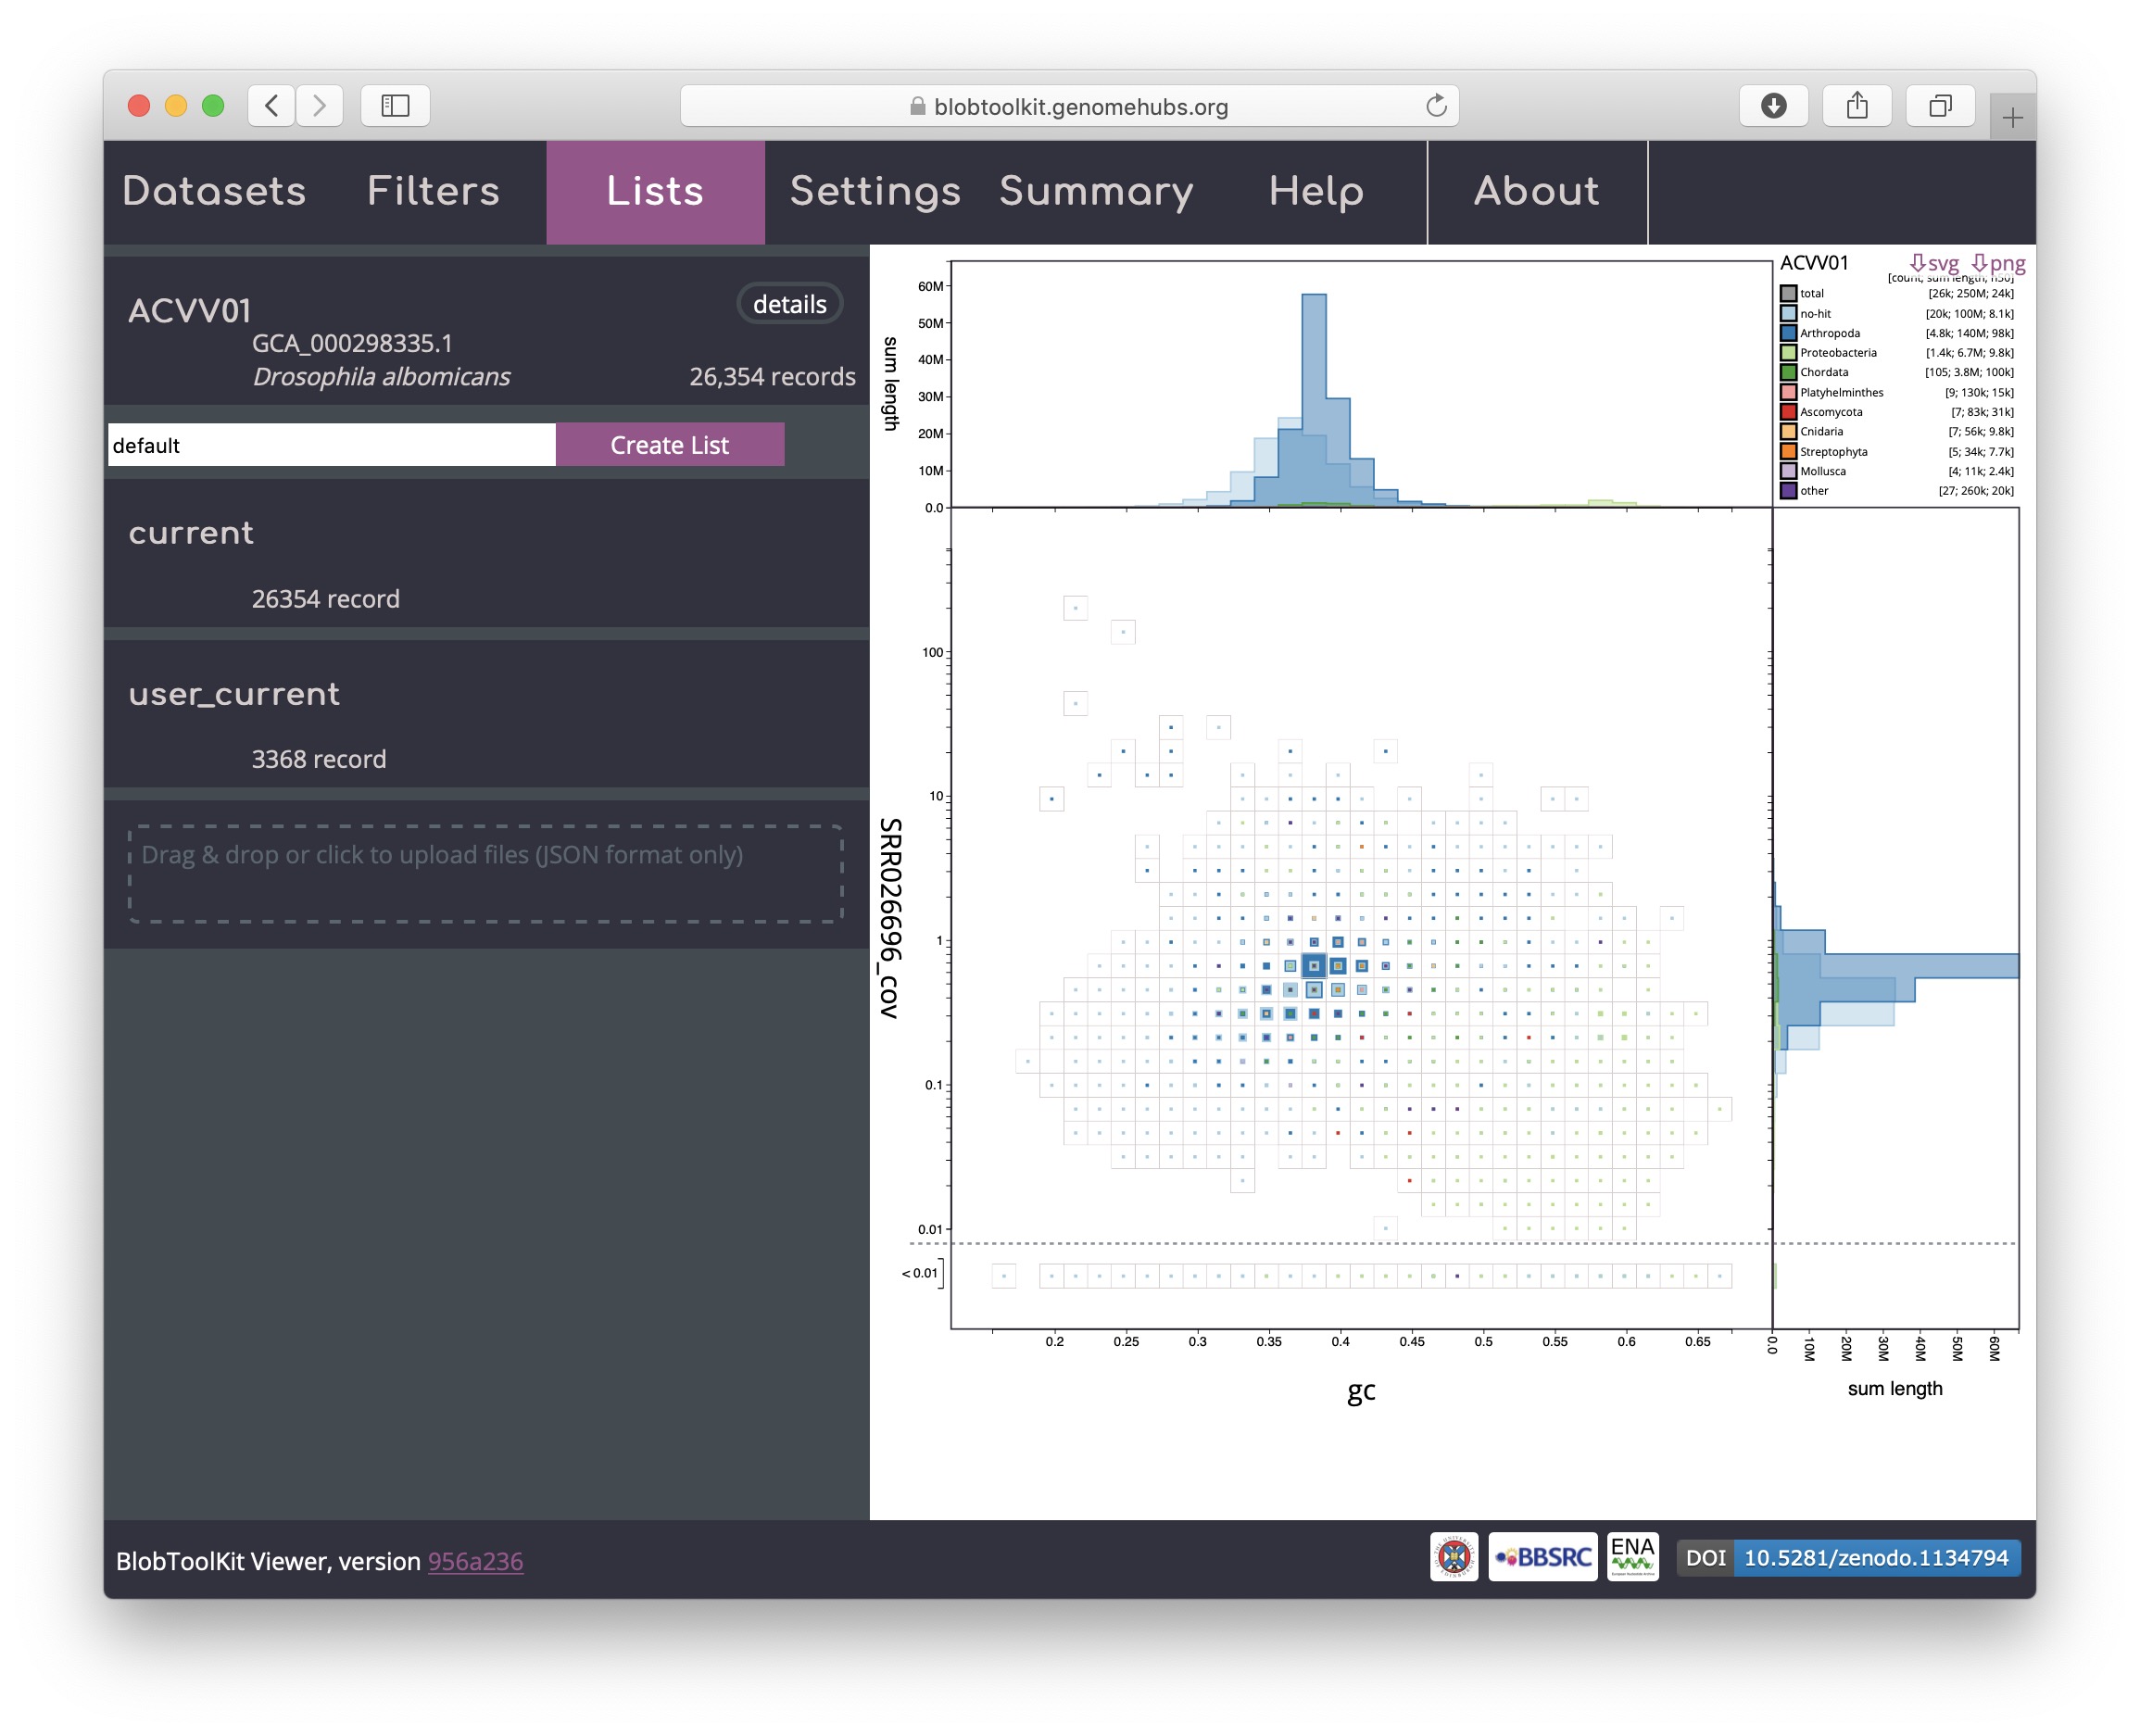 blobtoolkit.genomehubs.org
Datasets Filters Lists Settings Summary Help About
ACVV01
details
GCA_000298335.1
Drosophila albomicans 26,354 records
default Create List
current
26354 record
user_current
3368 record
Drag & drop or click to upload files (JSON format only)
sum length
60M
50M
40M
30M
20M
10M
0.0
ACVV01 svg png
[count; sum length; n50]
total [26k; 250M; 24k]
no-hit [20k; 100M; 8.1k]
Arthropoda [4.8k; 140M; 98k]
Proteobacteria [1.4k; 6.7M; 9.8k]
Chordata [105; 3.8M; 100k]
Platyhelminthes [9; 130k; 15k]
Ascomycota [7; 83k; 31k]
Cnidaria [7; 56k; 9.8k]
Streptophyta [5; 34k; 7.7k]
Mollusca [4; 11k; 2.4k]
other [27; 260k; 20k]
SRR026696_cov
100
10
1
0.1
0.01
< 0.01
0.2 0.25 0.3 0.35 0.4 0.45 0.5 0.55 0.6 0.65
gc
0.0 10M 20M 30M 40M 50M 60M
sum length
BlobToolKit Viewer, version 956a236
BBSRC
ENA
DOI 10.5281/zenodo.1134794